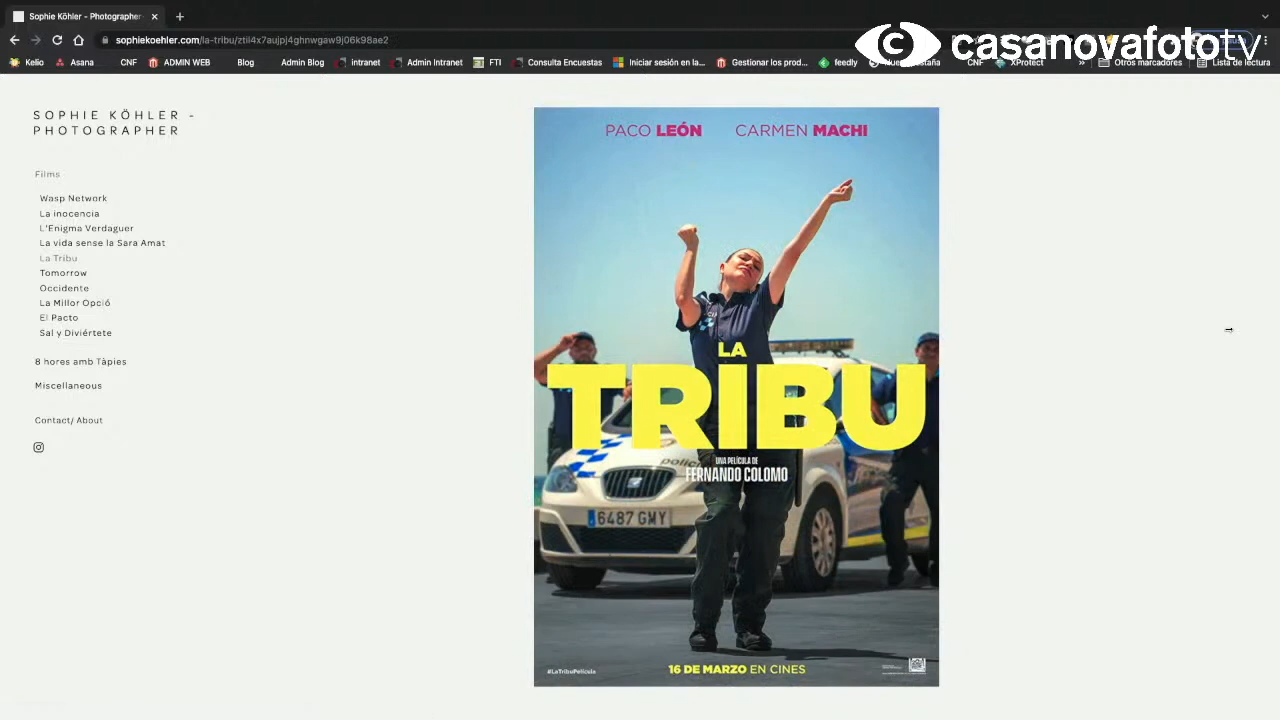 Sophie Köhler - Photographer
sophiekoehler.com/la-tribu/ztil4x7aujpj4ghnwgaw9j06k98ae2
casanovafototv
Kelio
Asana
CNF
ADMIN WEB
Blog
Admin Blog
intranet
Admin Intranet
FTI
Consulta Encuestas
Iniciar sesión en la...
Gestionar los prod...
feedly
CNF
XProtect
»
Otros marcadores
Lista de lectura
SOPHIE KÖHLER -
PHOTOGRAPHER
Films
Wasp Network
La inocencia
L'Enigma Verdaguer
La vida sense la Sara Amat
La Tribu
Tomorrow
Occidente
La Millor Opció
El Pacto
Sal y Diviértete
8 hores amb Tàpies
Miscellaneous
Contact/ About
PACO LEÓN CARMEN MACHI
LA
TRIBU
UNA PELÍCULA DE
FERNANDO COLOMO
6487 GMY
#LaTribuPelícula
16 DE MARZO EN CINES